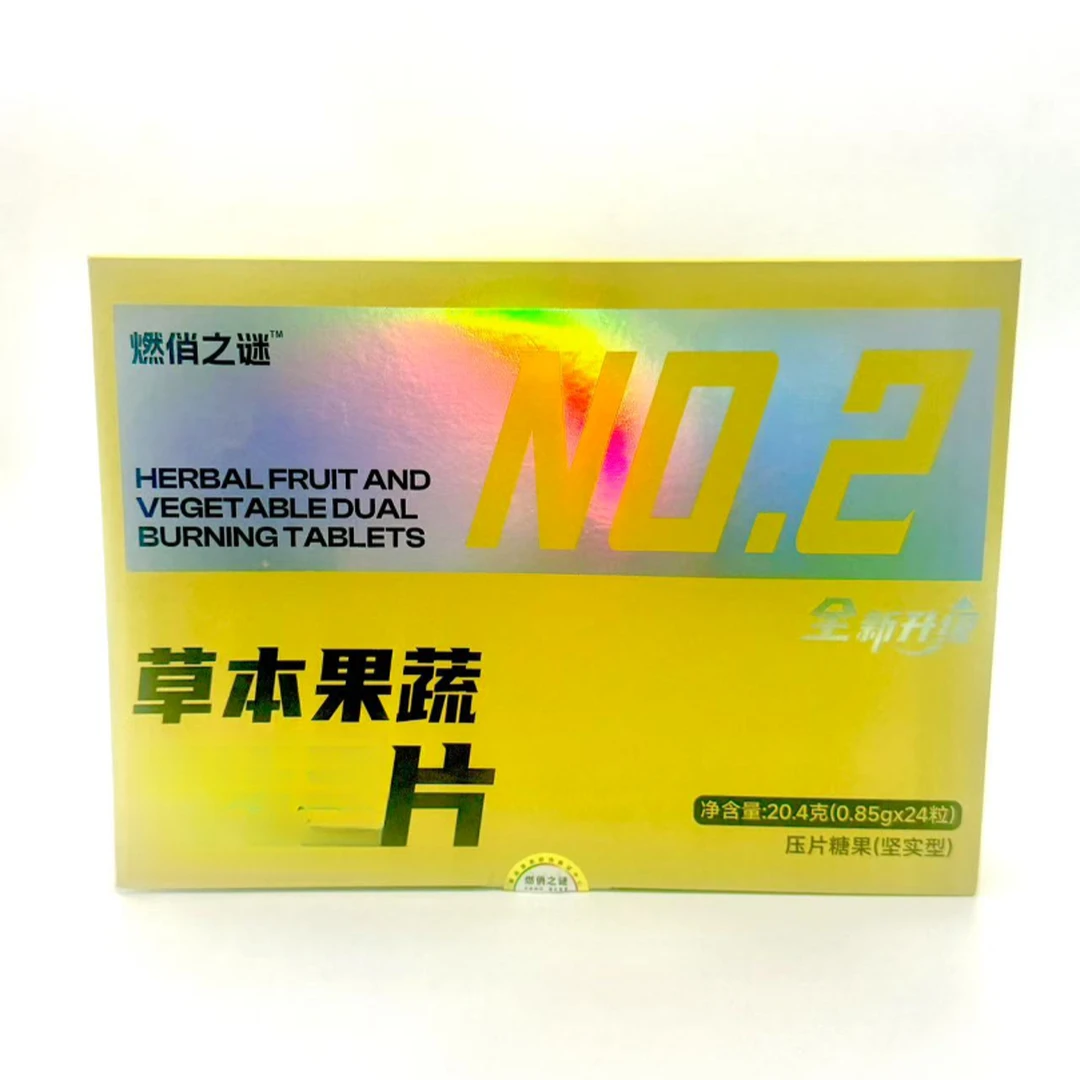 燃俏之谜™
NO.2
HERBAL FRUIT AND
VEGETABLE DUAL
BURNING TABLETS
全新升级
草本果蔬
片
净含量:20.4克(0.85gx24粒)
压片糖果(坚实型)
燃俏之谜